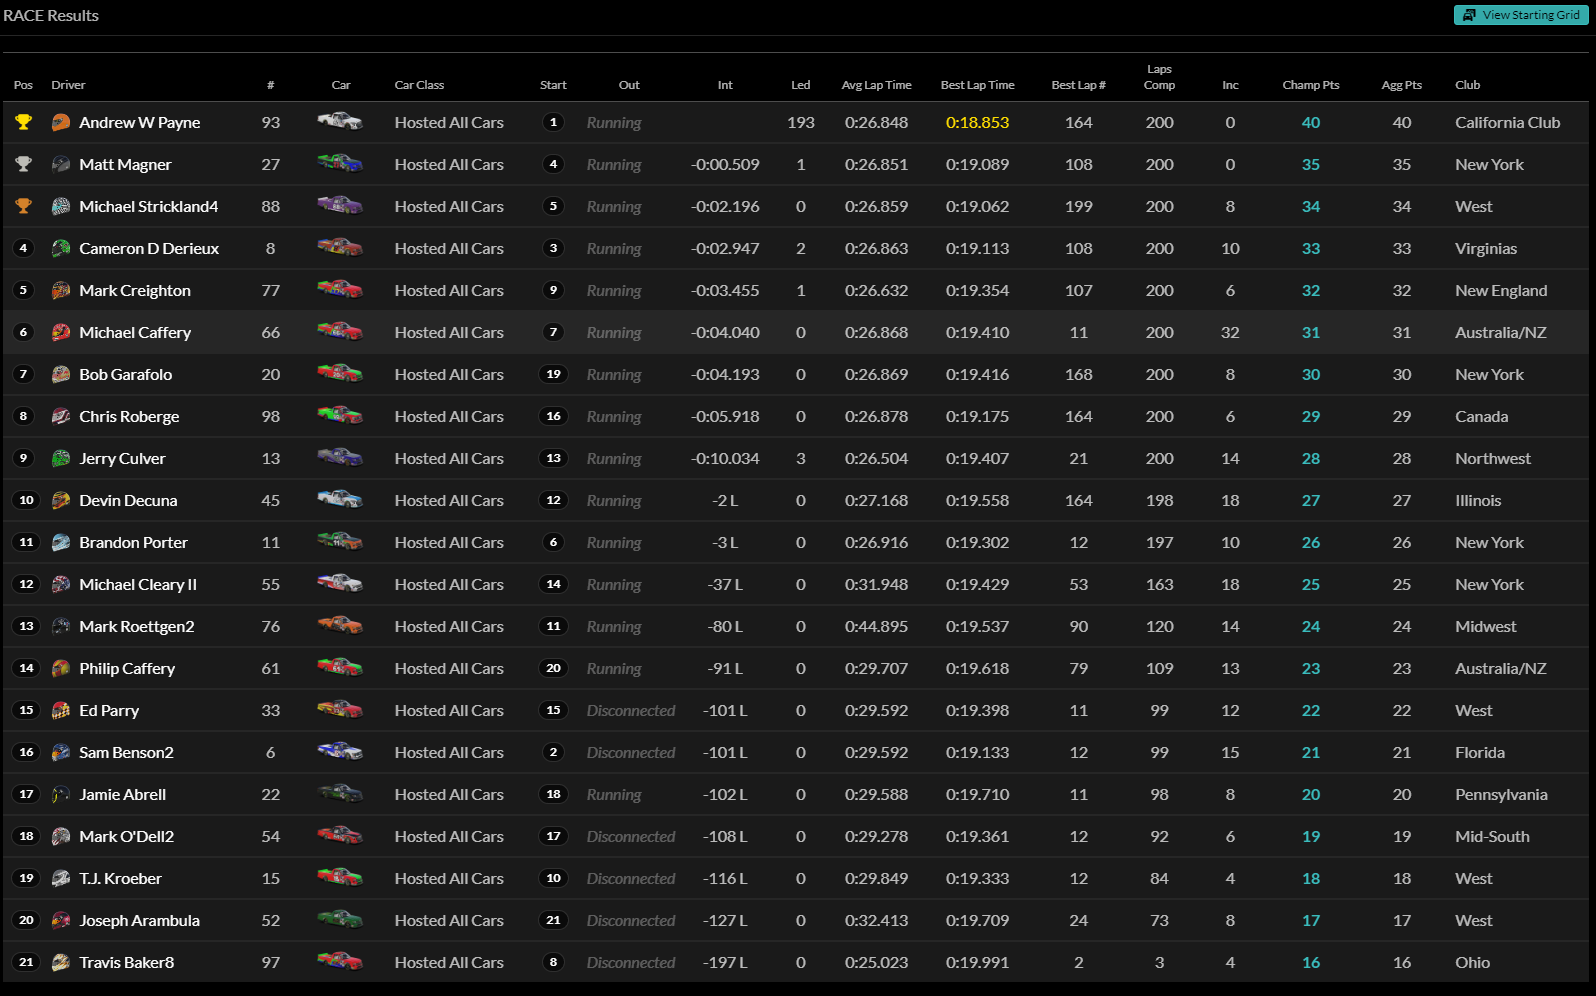 RACE Results View Starting Grid
Laps
Pos Driver # Car Car Class Start Out Int Led Avg Lap Time Best Lap Time Best Lap # Comp Inc Champ Pts Agg Pts Club
Andrew W Payne 93 Hosted All Cars 1 Running 193 0:26.848 0:18.853 164 200 0 40 40 California Club
Matt Magner 27 Hosted All Cars 4 Running -0:00.509 1 0:26.851 0:19.089 108 200 0 35 35 New York
Michael Strickland4 88 Hosted All Cars 5 Running -0:02.196 0 0:26.859 0:19.062 199 200 8 34 34 West
4 Cameron D Derieux 8 Hosted All Cars 3 Running -0:02.947 2 0:26.863 0:19.113 108 200 10 33 33 Virginias
5 Mark Creighton 77 Hosted All Cars 9 Running -0:03.455 1 0:26.632 0:19.354 107 200 6 32 32 New England
6 Michael Caffery 66 Hosted All Cars 7 Running -0:04.040 0 0:26.868 0:19.410 11 200 32 31 31 Australia/NZ
7 Bob Garafolo 20 Hosted All Cars 19 Running -0:04.193 0 0:26.869 0:19.416 168 200 8 30 30 New York
8 Chris Roberge 98 Hosted All Cars 16 Running -0:05.918 0 0:26.878 0:19.175 164 200 6 29 29 Canada
9 Jerry Culver 13 Hosted All Cars 13 Running -0:10.034 3 0:26.504 0:19.407 21 200 14 28 28 Northwest
10 Devin Decuna 45 Hosted All Cars 12 Running -2 L 0 0:27.168 0:19.558 164 198 18 27 27 Illinois
11 Brandon Porter 11 Hosted All Cars 6 Running -3 L 0 0:26.916 0:19.302 12 197 10 26 26 New York
12 Michael Cleary II 55 Hosted All Cars 14 Running -37 L 0 0:31.948 0:19.429 53 163 18 25 25 New York
13 Mark Roettgen2 76 Hosted All Cars 11 Running -80 L 0 0:44.895 0:19.537 90 120 14 24 24 Midwest
14 Philip Caffery 61 Hosted All Cars 20 Running -91 L 0 0:29.707 0:19.618 79 109 13 23 23 Australia/NZ
15 Ed Parry 33 Hosted All Cars 15 Disconnected -101 L 0 0:29.592 0:19.398 11 99 12 22 22 West
16 Sam Benson2 6 Hosted All Cars 2 Disconnected -101 L 0 0:29.592 0:19.133 12 99 15 21 21 Florida
17 Jamie Abrell 22 Hosted All Cars 18 Running -102 L 0 0:29.588 0:19.710 11 98 8 20 20 Pennsylvania
18 Mark O'Dell2 54 Hosted All Cars 17 Disconnected -108 L 0 0:29.278 0:19.361 12 92 6 19 19 Mid-South
19 T.J. Kroeber 15 Hosted All Cars 10 Disconnected -116 L 0 0:29.849 0:19.333 12 84 4 18 18 West
20 Joseph Arambula 52 Hosted All Cars 21 Disconnected -127 L 0 0:32.413 0:19.709 24 73 8 17 17 West
21 Travis Baker8 97 Hosted All Cars 8 Disconnected -197 L 0 0:25.023 0:19.991 2 3 4 16 16 Ohio